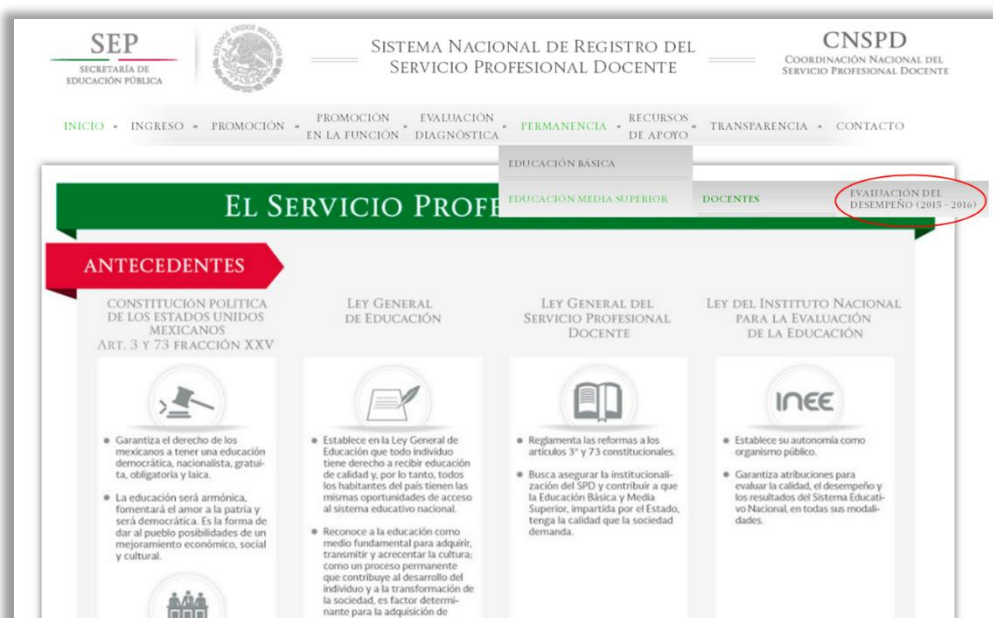 SEP
SECRETARÍA DE
EDUCACIÓN PÚBLICA
ESTADOS UNIDOS MEXICANOS
SISTEMA NACIONAL DE REGISTRO DEL
SERVICIO PROFESIONAL DOCENTE
CNSPD
COORDINACIÓN NACIONAL DEL
SERVICIO PROFESIONAL DOCENTE
INICIO
INGRESO
PROMOCIÓN
PROMOCIÓN
EN LA FUNCIÓN
EVALUACIÓN
DIAGNÓSTICA
PERMANENCIA
RECURSOS
DE APOYO
TRANSPARENCIA
CONTACTO
EDUCACIÓN BÁSICA
EDUCACIÓN MEDIA SUPERIOR
DOCENTES
EVALUACIÓN DEL
DESEMPEÑO (2015 - 2016)
EL SERVICIO PROFE
ANTECEDENTES
CONSTITUCIÓN POLÍTICA
DE LOS ESTADOS UNIDOS
MEXICANOS
ART. 3 Y 73 FRACCIÓN XXV
Garantiza el derecho de los
mexicanos a tener una educación
democrática, nacionalista, gratui-
ta, obligatoria y laica.
La educación será armónica,
fomentará el amor a la patria y
será democrática. Es la forma de
dar al pueblo posibilidades de un
mejoramiento económico, social
y cultural.
LEY GENERAL
DE EDUCACIÓN
Establece en la Ley General de
Educación que todo individuo
tiene derecho a recibir educación
de calidad y, por lo tanto, todos
los habitantes del país tienen las
mismas oportunidades de acceso
al sistema educativo nacional.
Reconoce a la educación como
medio fundamental para adquirir,
transmitir y acrecentar la cultura;
como un proceso permanente
que contribuye al desarrollo del
individuo y a la transformación de
la sociedad, es factor determi-
nante para la adquisición de
LEY GENERAL DEL
SERVICIO PROFESIONAL
DOCENTE
Reglamenta las reformas a los
artículos 3° y 73 constitucionales.
Busca asegurar la institucionali-
zación del SPD y contribuir a que
la Educación Básica y Media
Superior, impartida por el Estado,
tenga la calidad que la sociedad
demanda.
LEY DEL INSTITUTO NACIONAL
PARA LA EVALUACIÓN
DE LA EDUCACIÓN
INEE
Establece su autonomía como
organismo público.
Garantiza atribuciones para
evaluar la calidad, el desempeño y
los resultados del Sistema Educati-
vo Nacional, en todas sus modali-
dades.